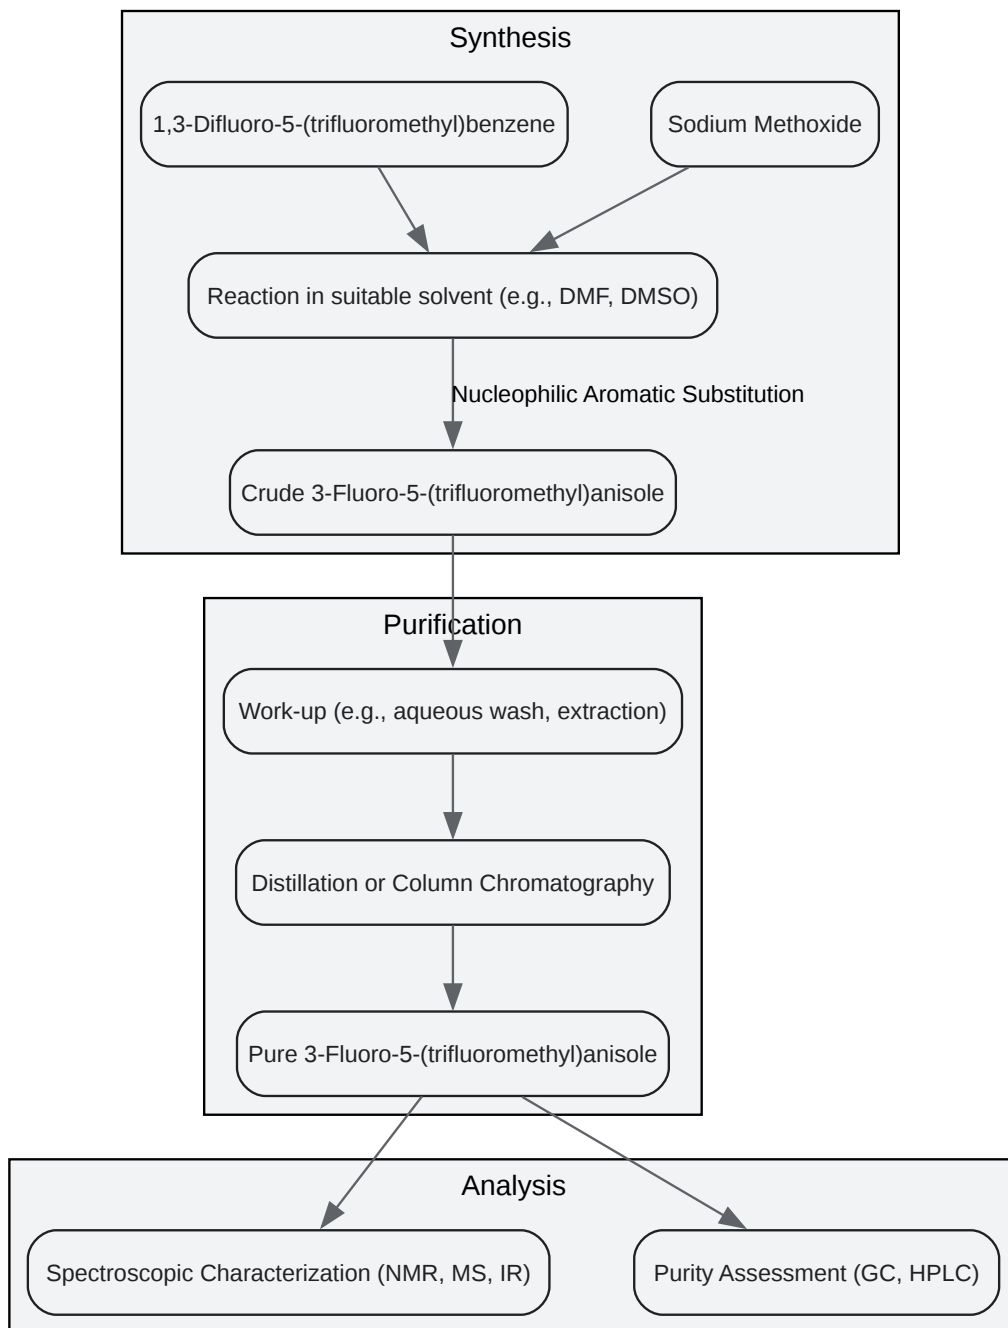 Synthesis
1,3-Difluoro-5-(trifluoromethyl)benzene
Sodium Methoxide
Reaction in suitable solvent (e.g., DMF, DMSO)
Nucleophilic Aromatic Substitution
Crude 3-Fluoro-5-(trifluoromethyl)anisole
Purification
Work-up (e.g., aqueous wash, extraction)
Distillation or Column Chromatography
Pure 3-Fluoro-5-(trifluoromethyl)anisole
Analysis
Spectroscopic Characterization (NMR, MS, IR)
Purity Assessment (GC, HPLC)